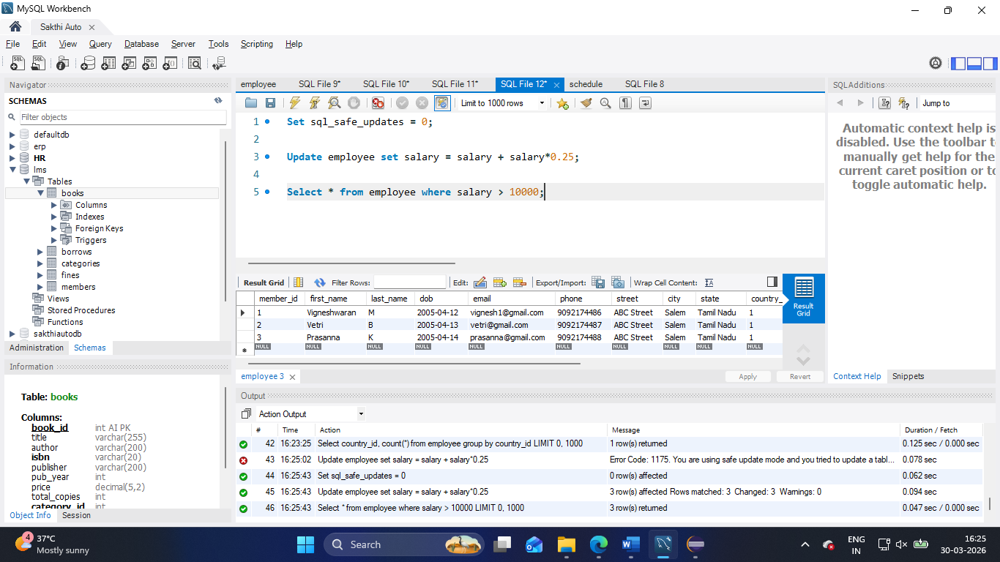 MySQL Workbench
Sakthi Auto
File Edit View Query Database Server Tools Scripting Help
Navigator
SCHEMAS
Filter objects
defaultdb
erp
HR
lms
Tables
books
Columns
Indexes
Foreign Keys
Triggers
borrows
categories
fines
members
Views
Stored Procedures
Functions
sakthiautodb
Administration Schemas
Information
Table: books
Columns:
book_id int AI PK
title varchar(255)
author varchar(200)
isbn varchar(20)
publisher varchar(200)
pub_year int
price decimal(5,2)
total_copies int
category_id int
Object Info Session
employee SQL File 9* SQL File 10* SQL File 11* SQL File 12* schedule SQL File 8
Limit to 1000 rows
1 Set sql_safe_updates = 0;
2
3 Update employee set salary = salary + salary*0.25;
4
5 Select * from employee where salary > 10000;
Result Grid Filter Rows: Edit: Export/Import: Wrap Cell Content:
member_id first_name last_name dob email phone street city state country_
1 Vigneshwaran M 2005-04-12 vignesh1@gmail.com 9092174486 ABC Street Salem Tamil Nadu 1
2 Vetri B 2005-04-13 vetri@gmail.com 9092174487 ABC Street Salem Tamil Nadu 1
3 Prasanna K 2005-04-14 prasanna@gmail.com 9092174488 ABC Street Salem Tamil Nadu 1
NULL NULL NULL NULL NULL NULL NULL NULL NULL NULL
Result
Grid
employee 3 Apply Revert
SQLAdditions
Jump to
Automatic context help is
disabled. Use the toolbar t
manually get help for the
current caret position or to
toggle automatic help.
Context Help Snippets
Output
Action Output
# Time Action Message Duration / Fetch
42 16:23:25 Select country_id, count(*) from employee group by country_id LIMIT 0, 1000 1 row(s) returned 0.125 sec / 0.000 sec
43 16:25:02 Update employee set salary = salary + salary*0.25 Error Code: 1175. You are using safe update mode and you tried to update a tabl... 0.078 sec
44 16:25:43 Set sql_safe_updates = 0 0 row(s) affected 0.062 sec
45 16:25:43 Update employee set salary = salary + salary*0.25 3 row(s) affected Rows matched: 3 Changed: 3 Warnings: 0 0.094 sec
46 16:25:43 Select * from employee where salary > 10000 LIMIT 0, 1000 3 row(s) returned 0.047 sec / 0.000 sec
4
37°C
Mostly sunny
Search
ENG
IN
16:25
30-03-2026